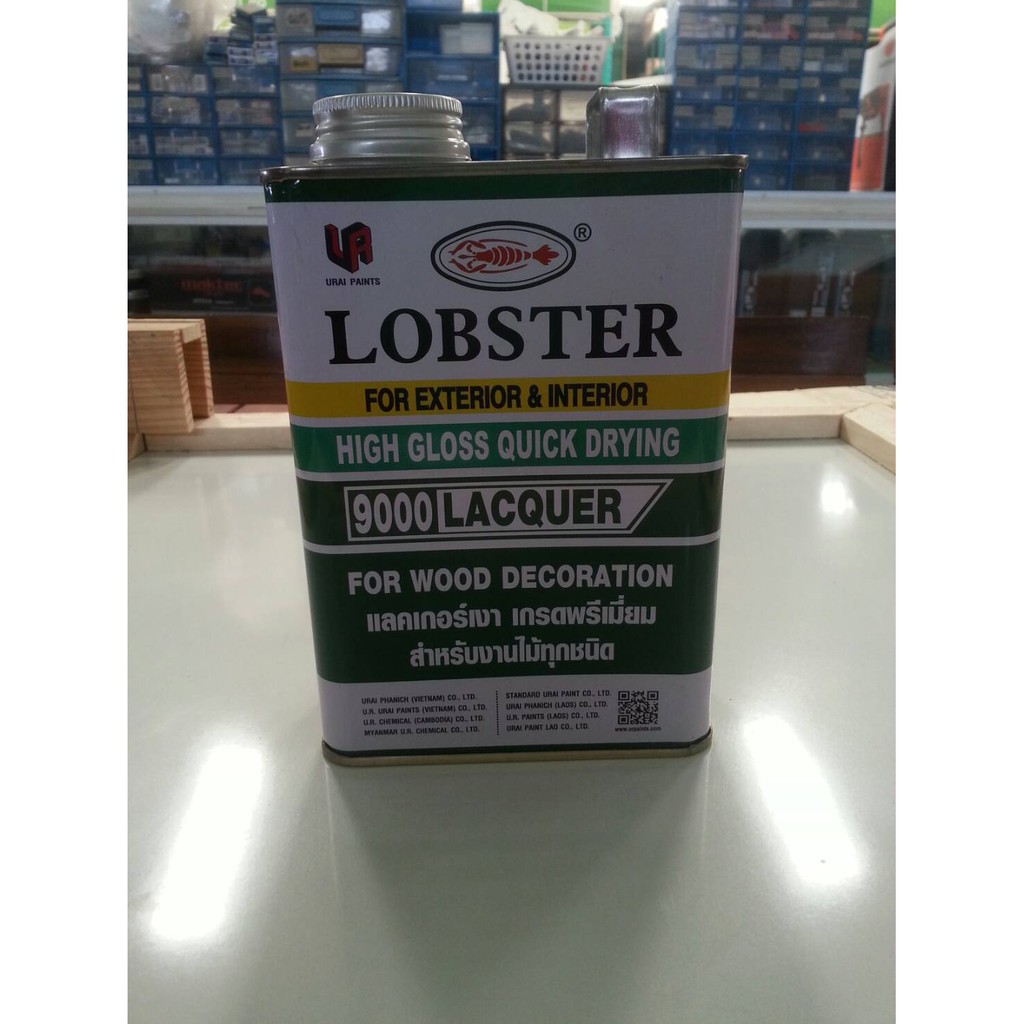 UR
URAI PAINTS
®
LOBSTER
FOR EXTERIOR & INTERIOR
HIGH GLOSS QUICK DRYING
9000 LACQUER
FOR WOOD DECORATION
แลคเกอร์เงา เกรดพรีเมี่ยม
สำหรับงานไม้ทุกชนิด
URAI PHANICH (VIETNAM) CO., LTD.
U.R. URAI PAINTS (VIETNAM) CO., LTD.
U.R. CHEMICAL (CAMBODIA) CO., LTD.
MYANMAR U.R. CHEMICAL CO., LTD.
STANDARD URAI PAINT CO., LTD.
URAI PHANICH (LAOS) CO., LTD.
U.R. PAINTS (LAOS) CO., LTD.
URAI PAINT LAO CO., LTD.
www.urpaints.com